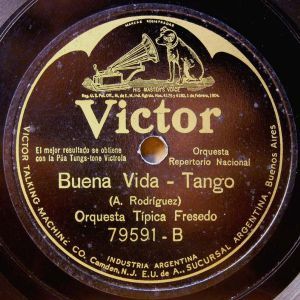 MARCAS REGISTRADAS
"HIS MASTER'S VOICE"
Victor
El mejor resultado se obtiene
con la Púa Tungs-tone Victrola
Orquesta
Repertorio Nacional
Buena Vida - Tango
(A. Rodríguez)
Orquesta Típica Fresedo
79591-B
INDUSTRIA ARGENTINA
VICTOR TALKING MACHINE CO. Camden, N.J. E.U. de A., SUCURSAL ARGENTINA, Buenos Aires